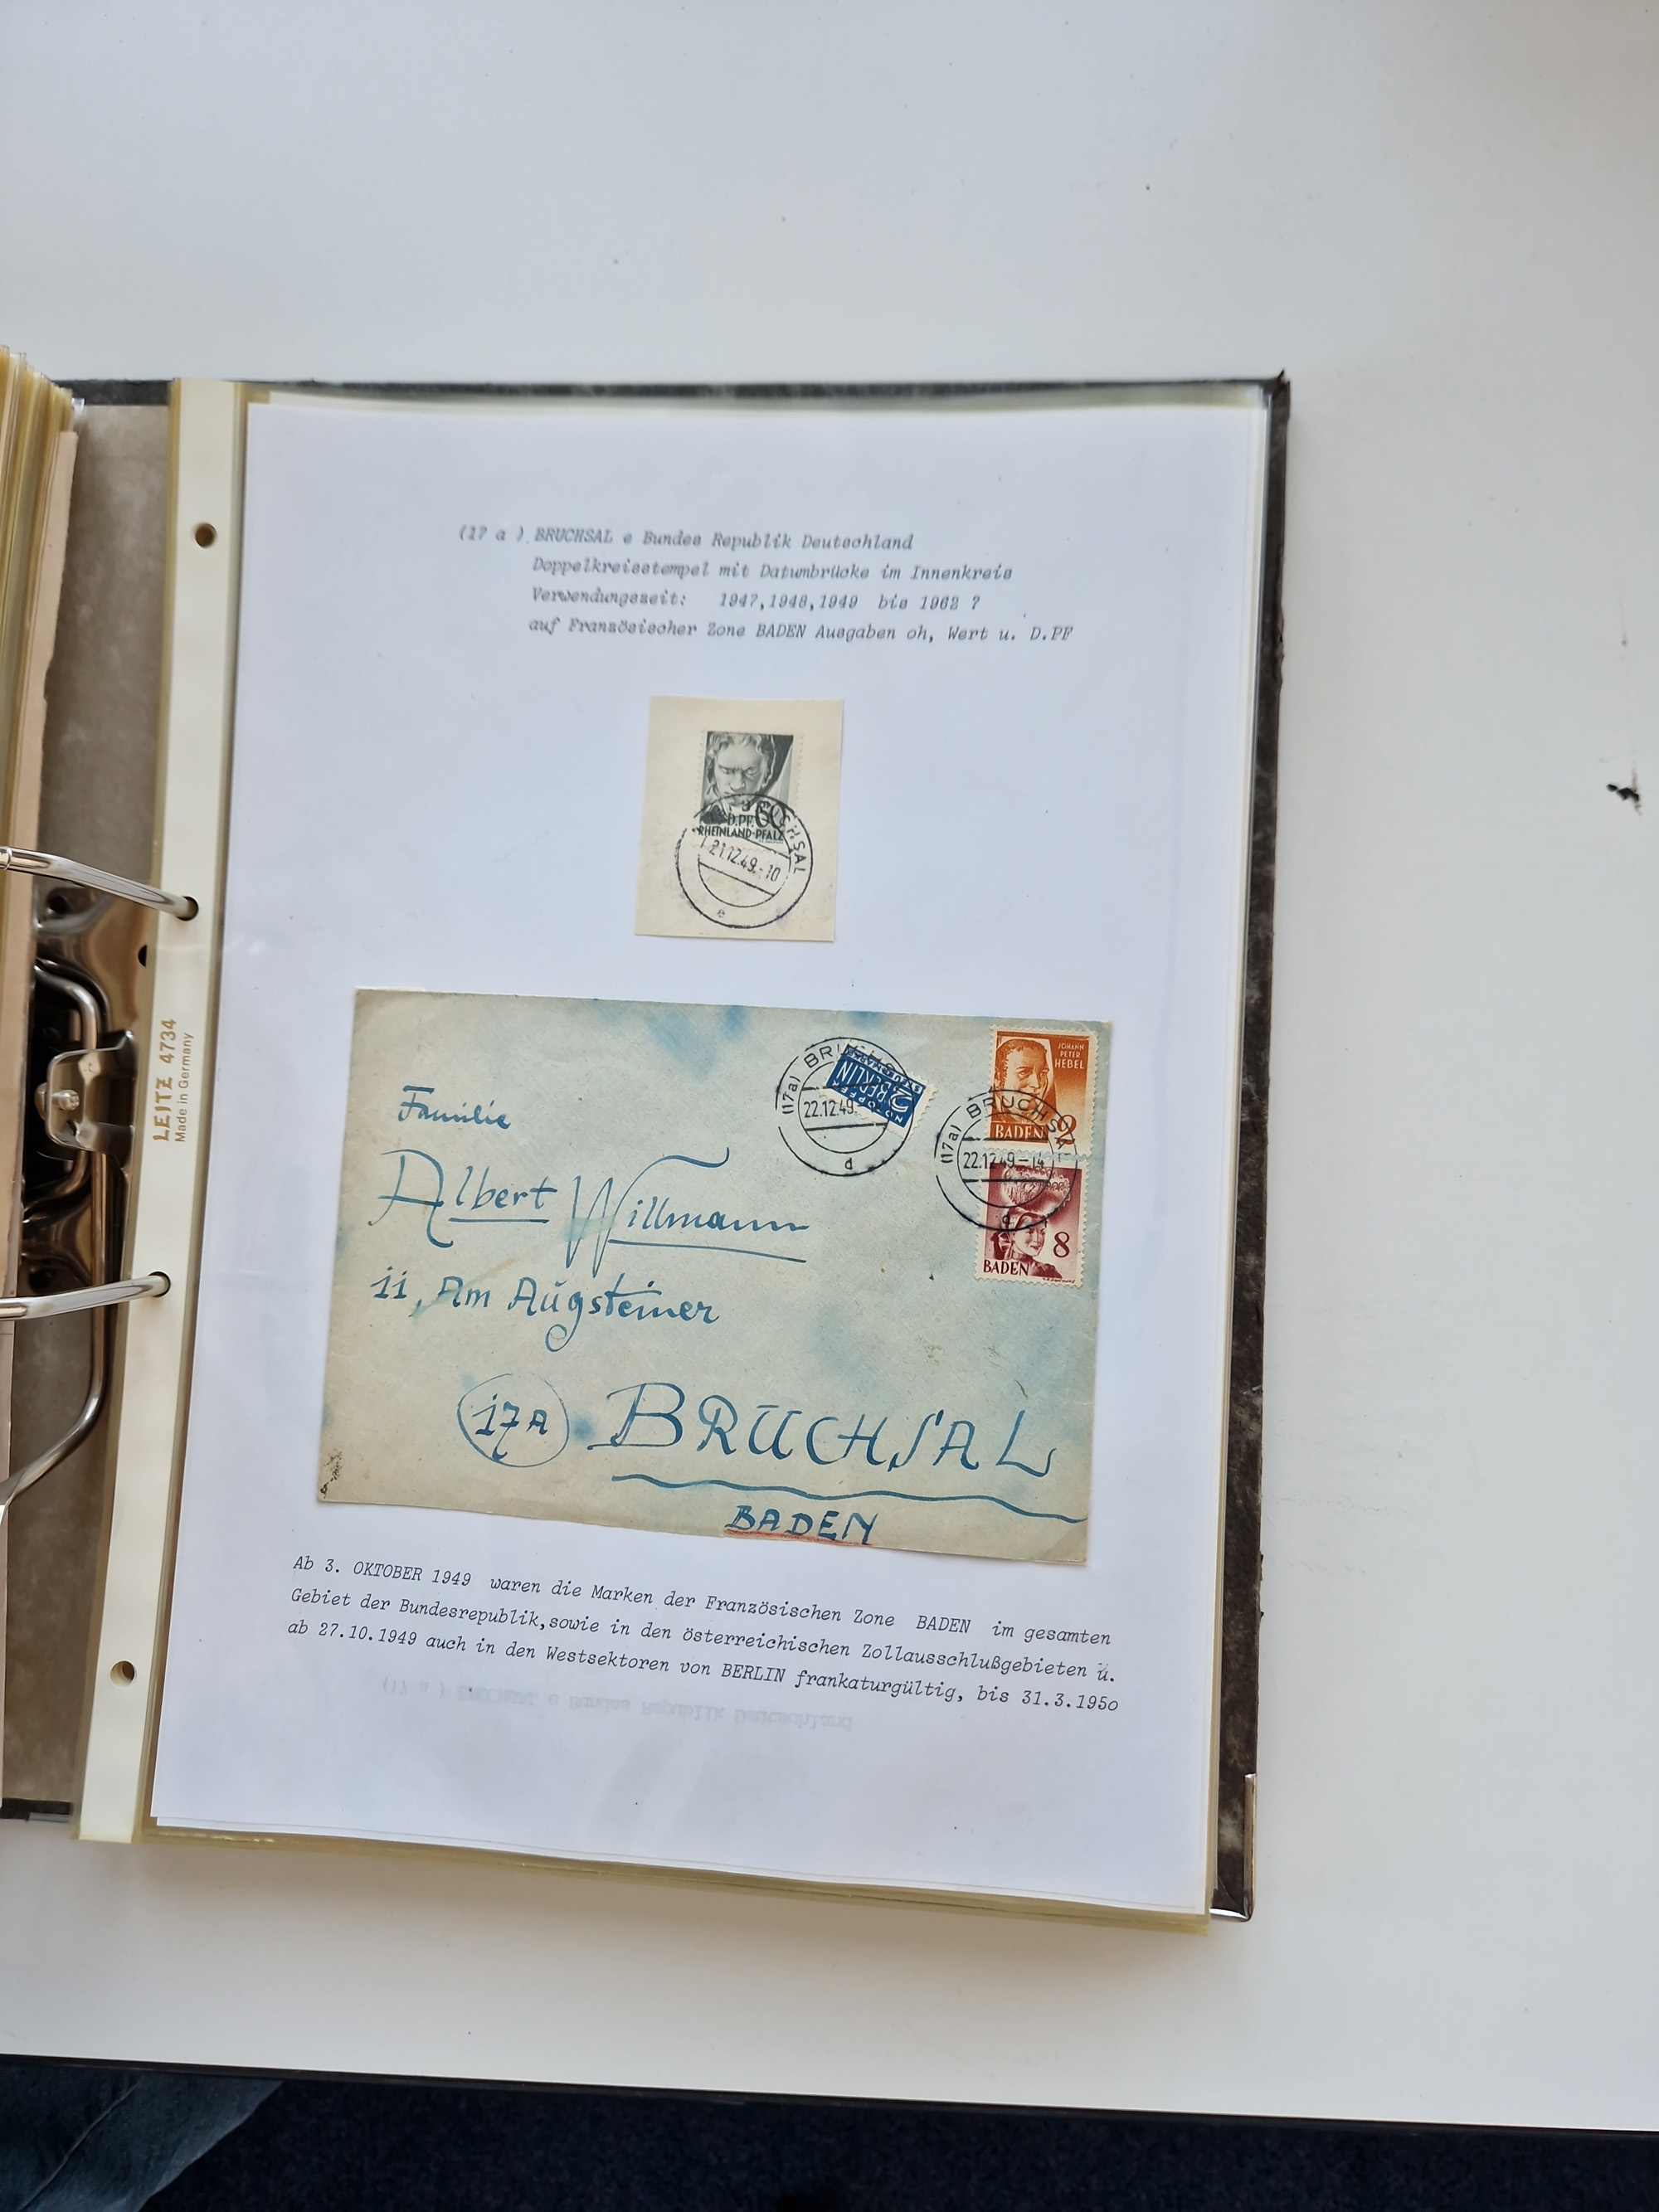 (17 a ) BRUCHSAL e Bundes Republik Deutschland
Doppelkreisstempel mit Datumbrücke im Innenkreis
Verwendungszeit: 1947,1948,1949 bis 1962 ?
auf Französischer Zone BADEN Ausgaben oh, Wert u. D.PF
D.PF. 60
RHEINLAND-PFALZ
BRUCHSAL
21.12.49.-10
e
(17a) BRUCHSAL
22.12.49.
d
NOTOPFER
2 BERLIN
STEUERMARKE
JOHANN
PETER
HEBEL
BADEN 2
(17a) BRUCHSAL
22.12.49-14
d
8
BADEN
Familie
Albert Willmann
11, Am Augsteiner
17A BRUCHSAL
BADEN
Ab 3. OKTOBER 1949 waren die Marken der Französischen Zone BADEN im gesamten
Gebiet der Bundesrepublik,sowie in den österreichischen Zollausschlußgebieten u.
ab 27.10.1949 auch in den Westsektoren von BERLIN frankaturgültig, bis 31.3.195o
LEITZ 4734
Made in Germany